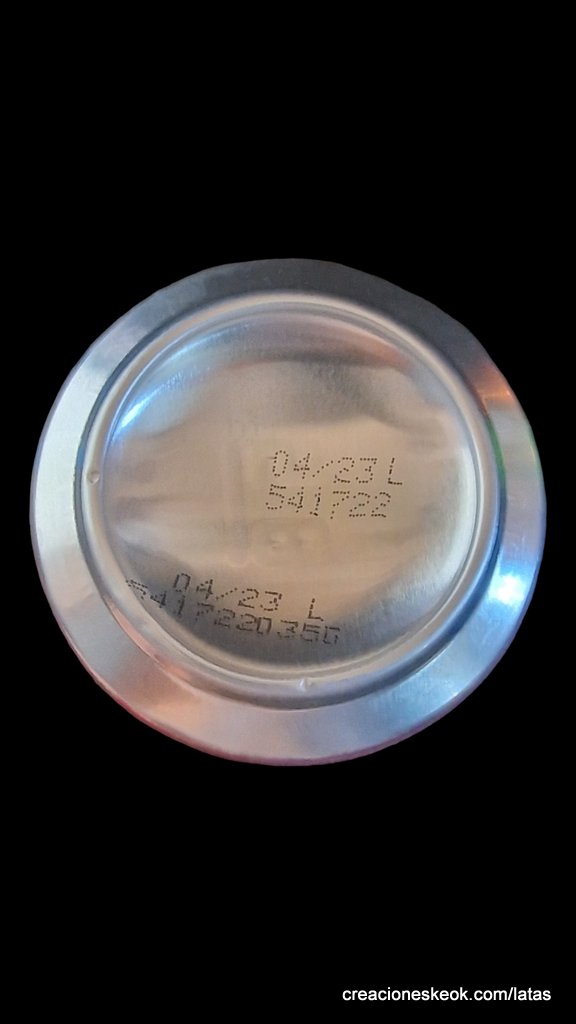 04/23 L
541722
04/23 L
541722035G
creacioneskeok.com/latas